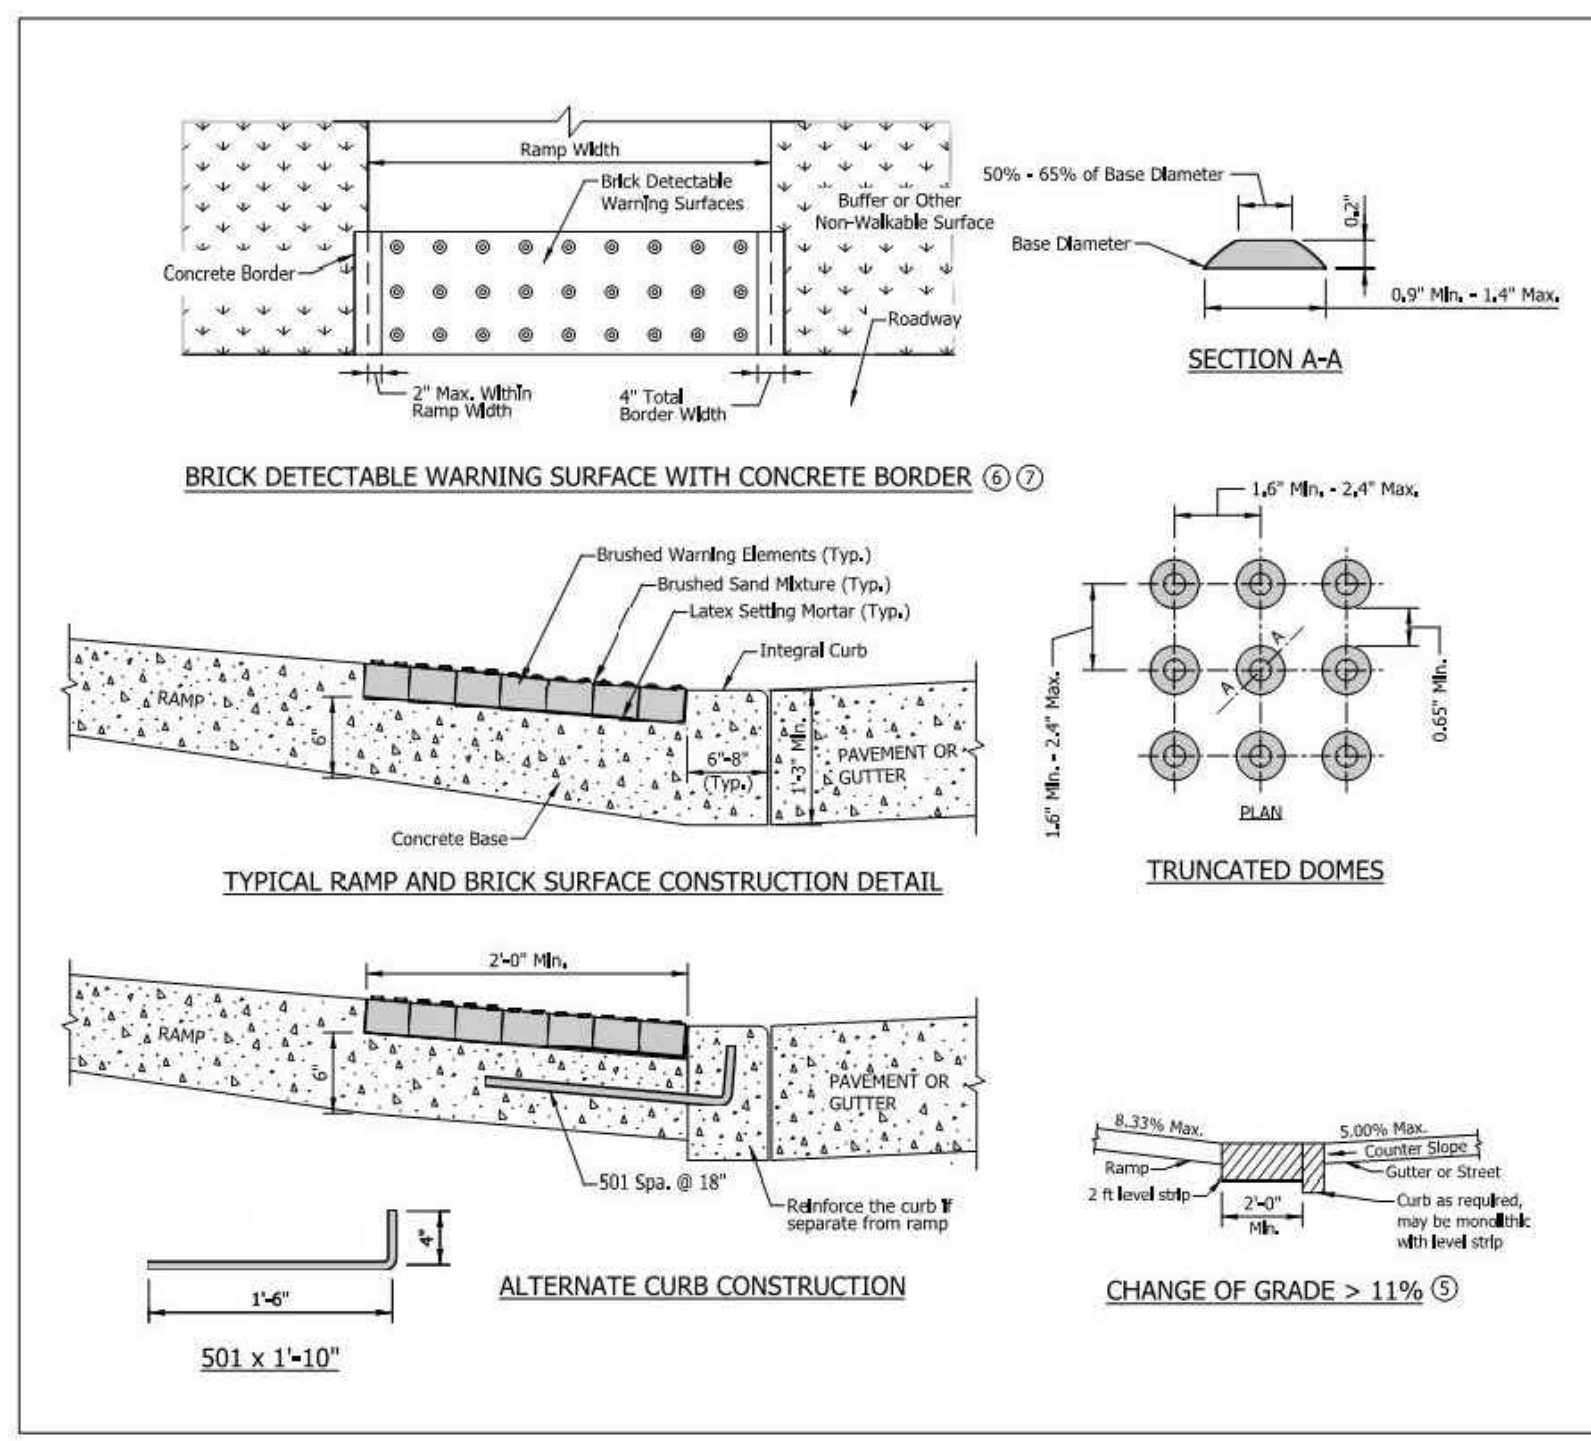 Ramp Width
Brick Detectable
Warning Surfaces
Buffer or Other
Non-Walkable Surface
Concrete Border
Roadway
2" Max. Within
Ramp Width
4" Total
Border Width
BRICK DETECTABLE WARNING SURFACE WITH CONCRETE BORDER 6 7
50% - 65% of Base Diameter
0.2"
Base Diameter
0.9" Min. - 1.4" Max.
SECTION A-A
Brushed Warning Elements (Typ.)
Brushed Sand Mixture (Typ.)
Latex Setting Mortar (Typ.)
Integral Curb
RAMP
6"
6"-8"
(Typ.)
1'-3" Min.
PAVEMENT OR
GUTTER
Concrete Base
TYPICAL RAMP AND BRICK SURFACE CONSTRUCTION DETAIL
1.6" Min. - 2.4" Max.
1.6" Min. - 2.4" Max.
A
A
0.65" Min.
PLAN
TRUNCATED DOMES
2'-0" Min.
RAMP
6"
PAVEMENT OR
GUTTER
501 Spa. @ 18"
Reinforce the curb if
separate from ramp
ALTERNATE CURB CONSTRUCTION
4"
1'-6"
501 x 1'-10"
8.33% Max.
5.00% Max.
Counter Slope
Ramp
Gutter or Street
2 ft level strip
2'-0"
Min.
Curb as required,
may be monolithic
with level strip
CHANGE OF GRADE > 11% 5